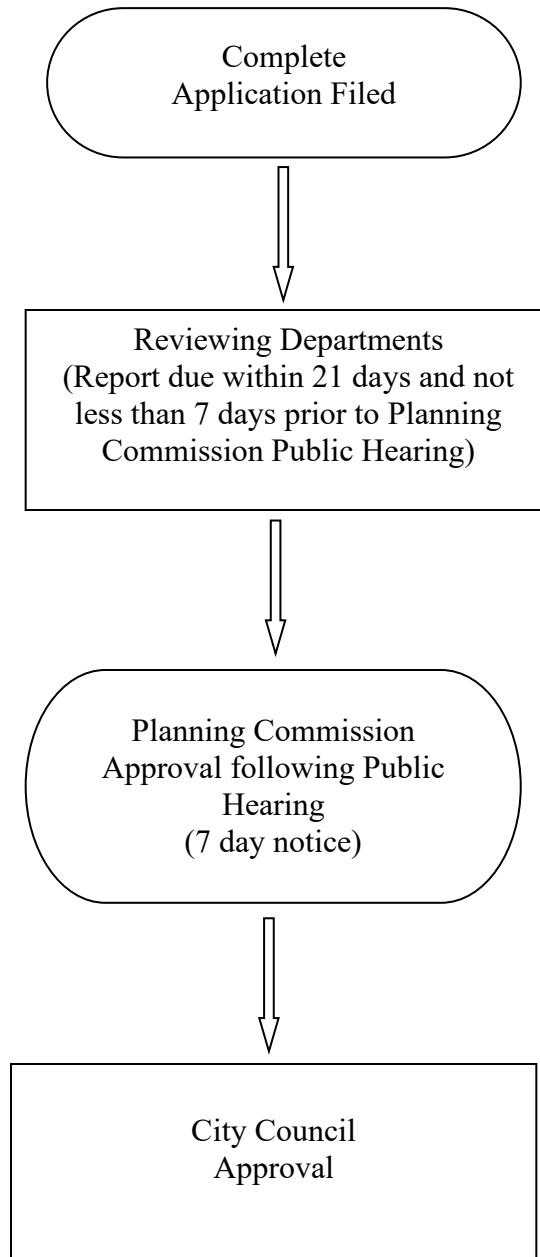 Complete
Application Filed
Reviewing Departments
(Report due within 21 days and not
less than 7 days prior to Planning
Commission Public Hearing)
Planning Commission
Approval following Public
Hearing
(7 day notice)
City Council
Approval